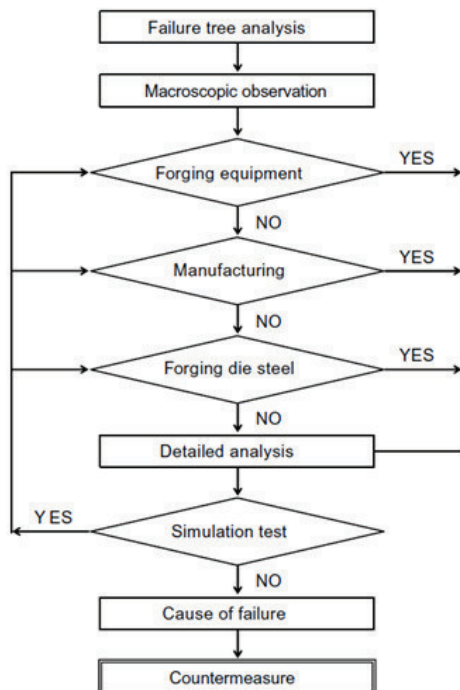 Failure tree analysis
Macroscopic observation
Forging equipment
YES
NO
Manufacturing
YES
NO
Forging die steel
YES
NO
Detailed analysis
Y ES
Simulation test
NO
Cause of failure
Countermeasure